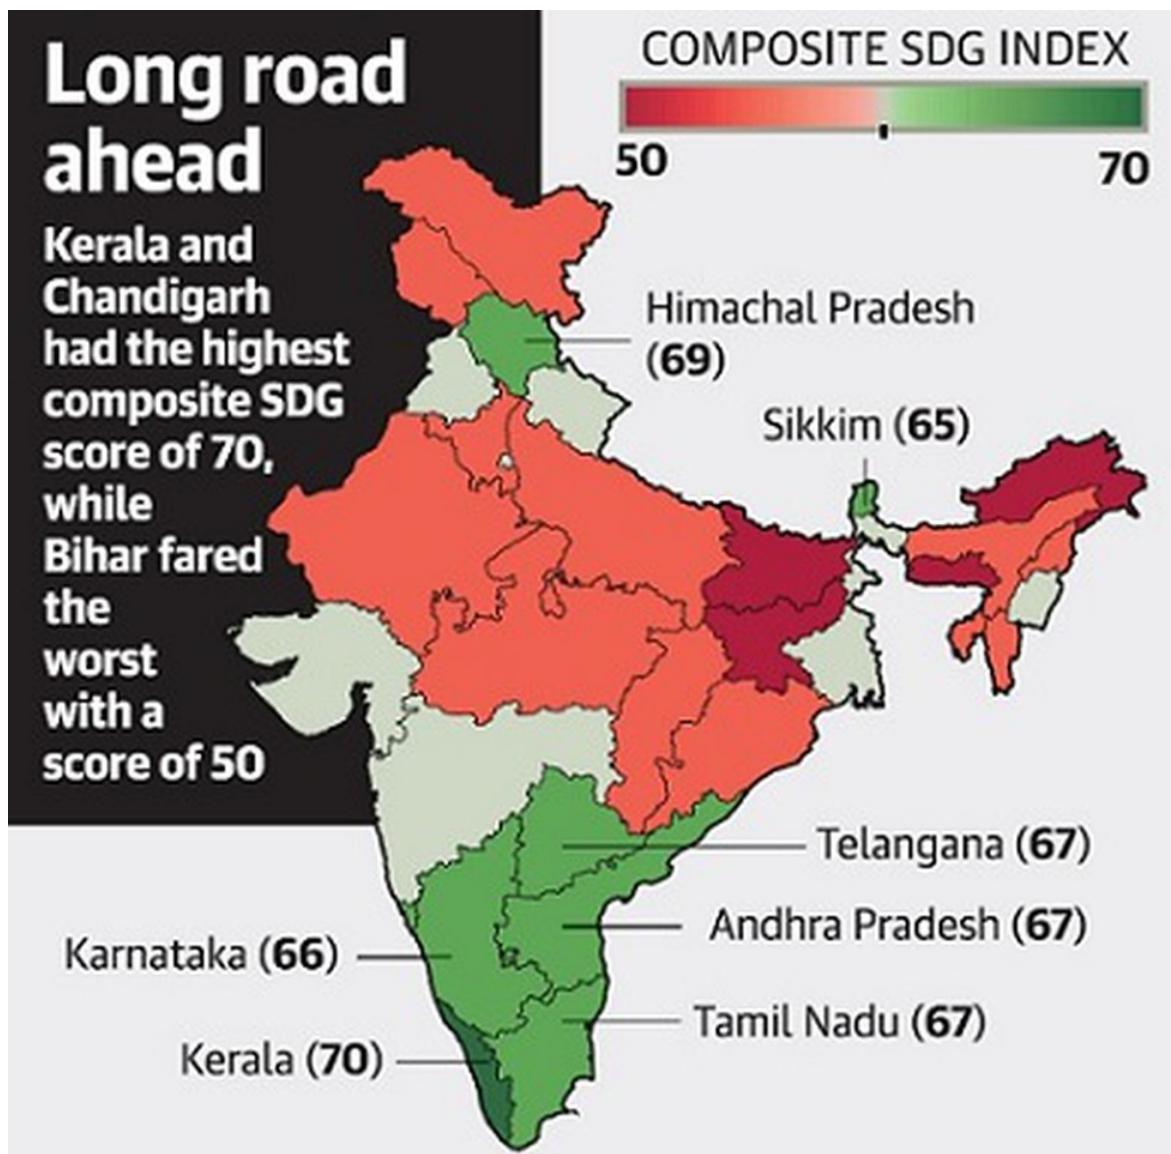 Long road
ahead
Kerala and
Chandigarh
had the highest
composite SDG
score of 70,
while
Bihar fared
the
worst
with a
score of 50
COMPOSITE SDG INDEX
50
70
Himachal Pradesh
(69)
Sikkim (65)
Telangana (67)
Andhra Pradesh (67)
Karnataka (66)
Tamil Nadu (67)
Kerala (70)